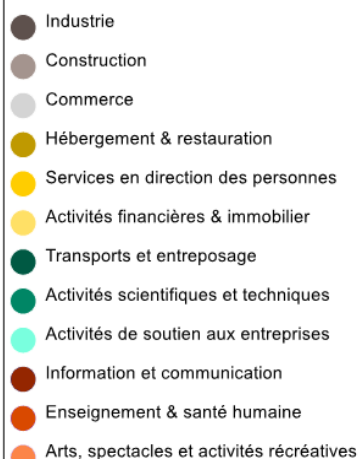 Industrie
Construction
Commerce
Hébergement & restauration
Services en direction des personnes
Activités financières & immobilier
Transports et entreposage
Activités scientifiques et techniques
Activités de soutien aux entreprises
Information et communication
Enseignement & santé humaine
Arts, spectacles et activités récréatives